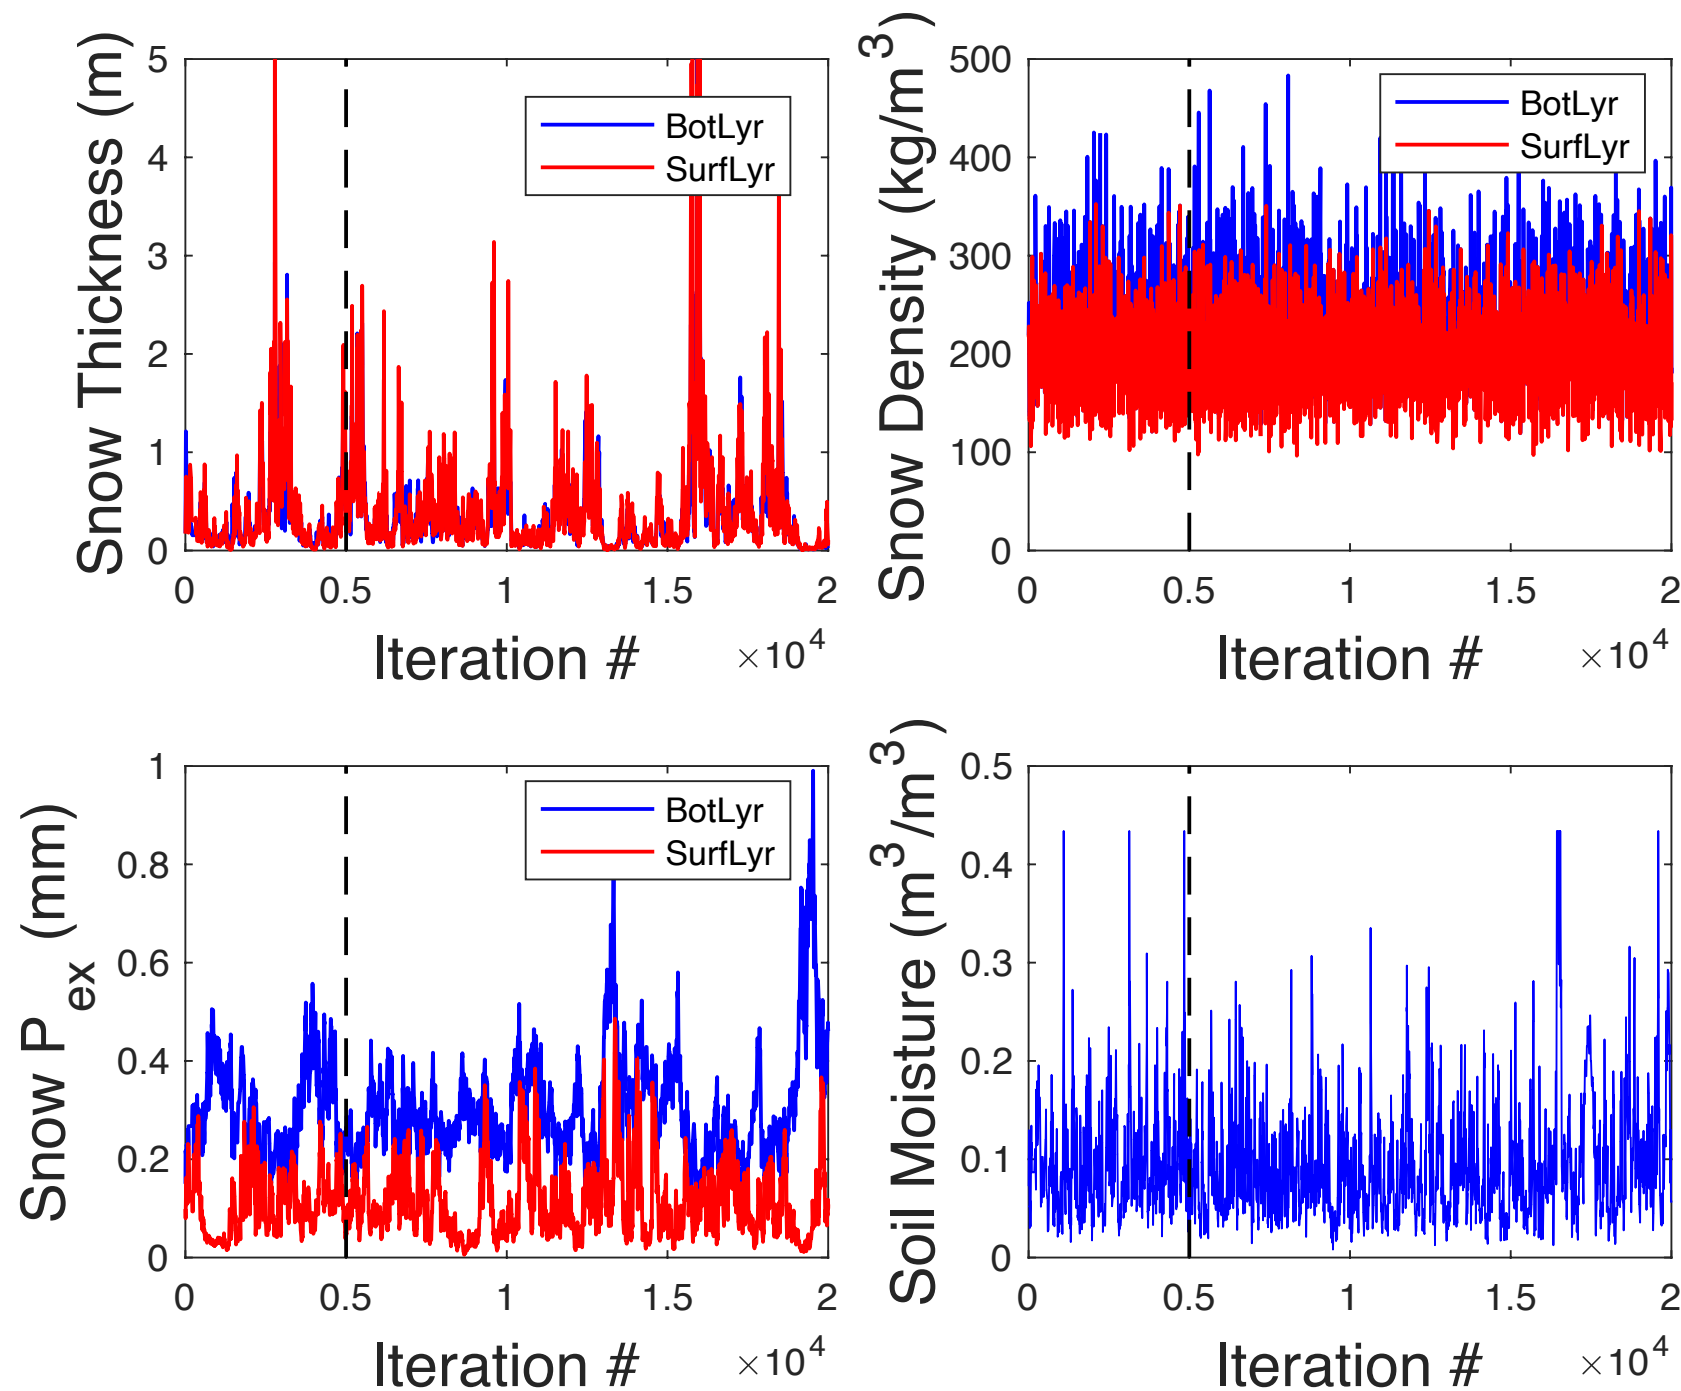 Snow Thickness (m)
5
4
3
2
1
0
BotLyr
SurfLyr
0 0.5 1 1.5 2
Iteration #
×10^4
Snow Density (kg/m^3)
500
400
300
200
100
0
BotLyr
SurfLyr
0 0.5 1 1.5 2
Iteration #
×10^4
Snow P_ex (mm)
1
0.8
0.6
0.4
0.2
0
BotLyr
SurfLyr
0 0.5 1 1.5 2
Iteration #
×10^4
Soil Moisture (m^3/m^3)
0.5
0.4
0.3
0.2
0.1
0
0 0.5 1 1.5 2
Iteration #
×10^4